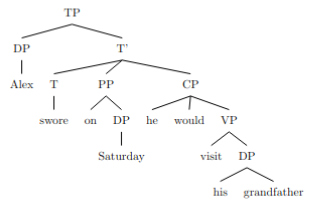 TP
DP T'
Alex T PP CP
swore on DP he would VP
Saturday visit DP
his grandfather